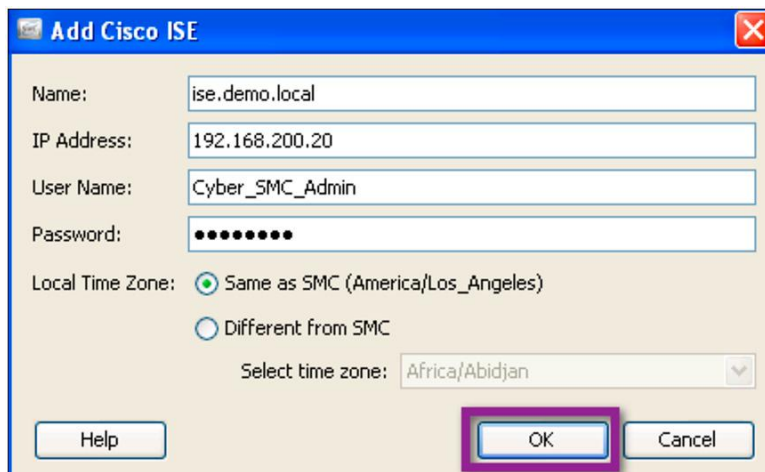 Add Cisco ISE
Name: ise.demo.local
IP Address: 192.168.200.20
User Name: Cyber_SMC_Admin
Password: ●●●●●●●●
Local Time Zone: Same as SMC (America/Los_Angeles)
Different from SMC
Select time zone: Africa/Abidjan
Help OK Cancel